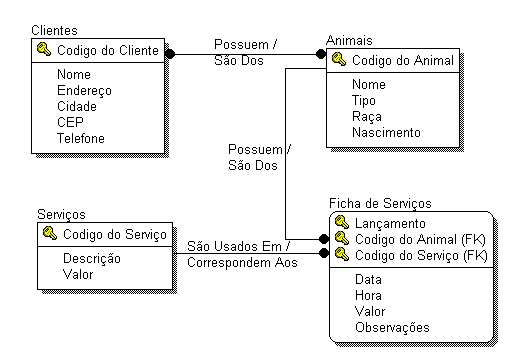 Clientes
Codigo do Cliente
Nome
Endereço
Cidade
CEP
Telefone
Possuem /
São Dos
Animais
Codigo do Animal
Nome
Tipo
Raça
Nascimento
Possuem /
São Dos
Serviços
Codigo do Serviço
Descrição
Valor
São Usados Em /
Correspondem Aos
Ficha de Serviços
Lançamento
Codigo do Animal (FK)
Codigo do Serviço (FK)
Data
Hora
Valor
Observações